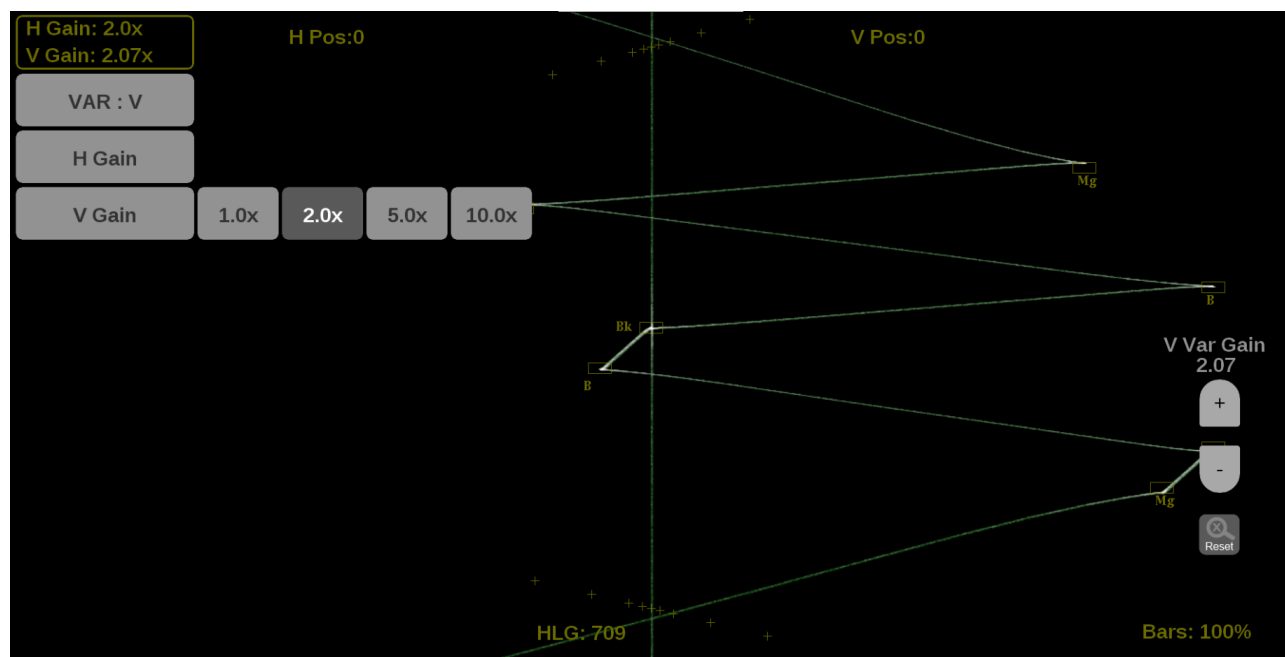 H Gain: 2.0x
V Gain: 2.07x
H Pos:0
V Pos:0
VAR : V
H Gain
V Gain
1.0x
2.0x
5.0x
10.0x
Mg
B
Bk
B
V Var Gain
2.07
+
-
Mg
Reset
HLG: 709
Bars: 100%